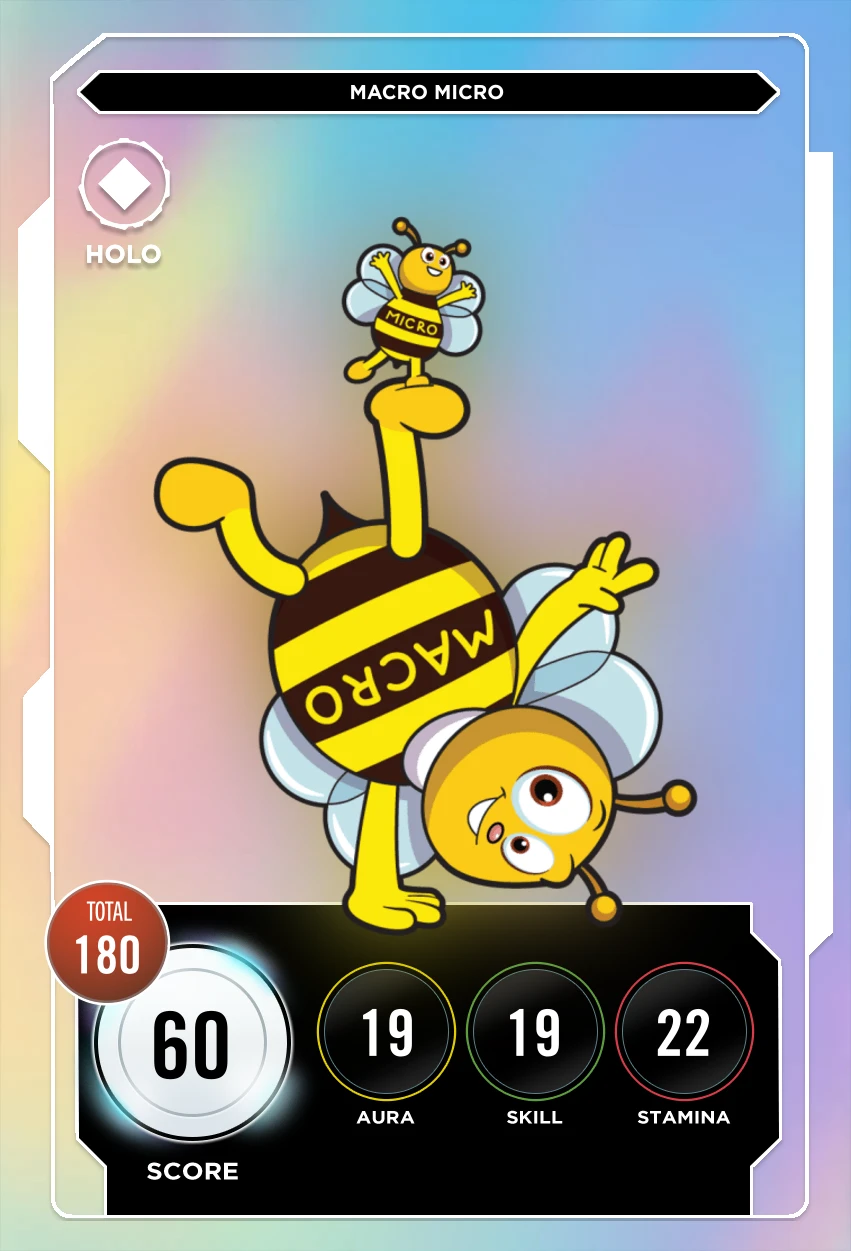 MACRO MICRO
HOLO
MICRO
MACRO
TOTAL
180
60
19
19
22
AURA
SKILL
STAMINA
SCORE